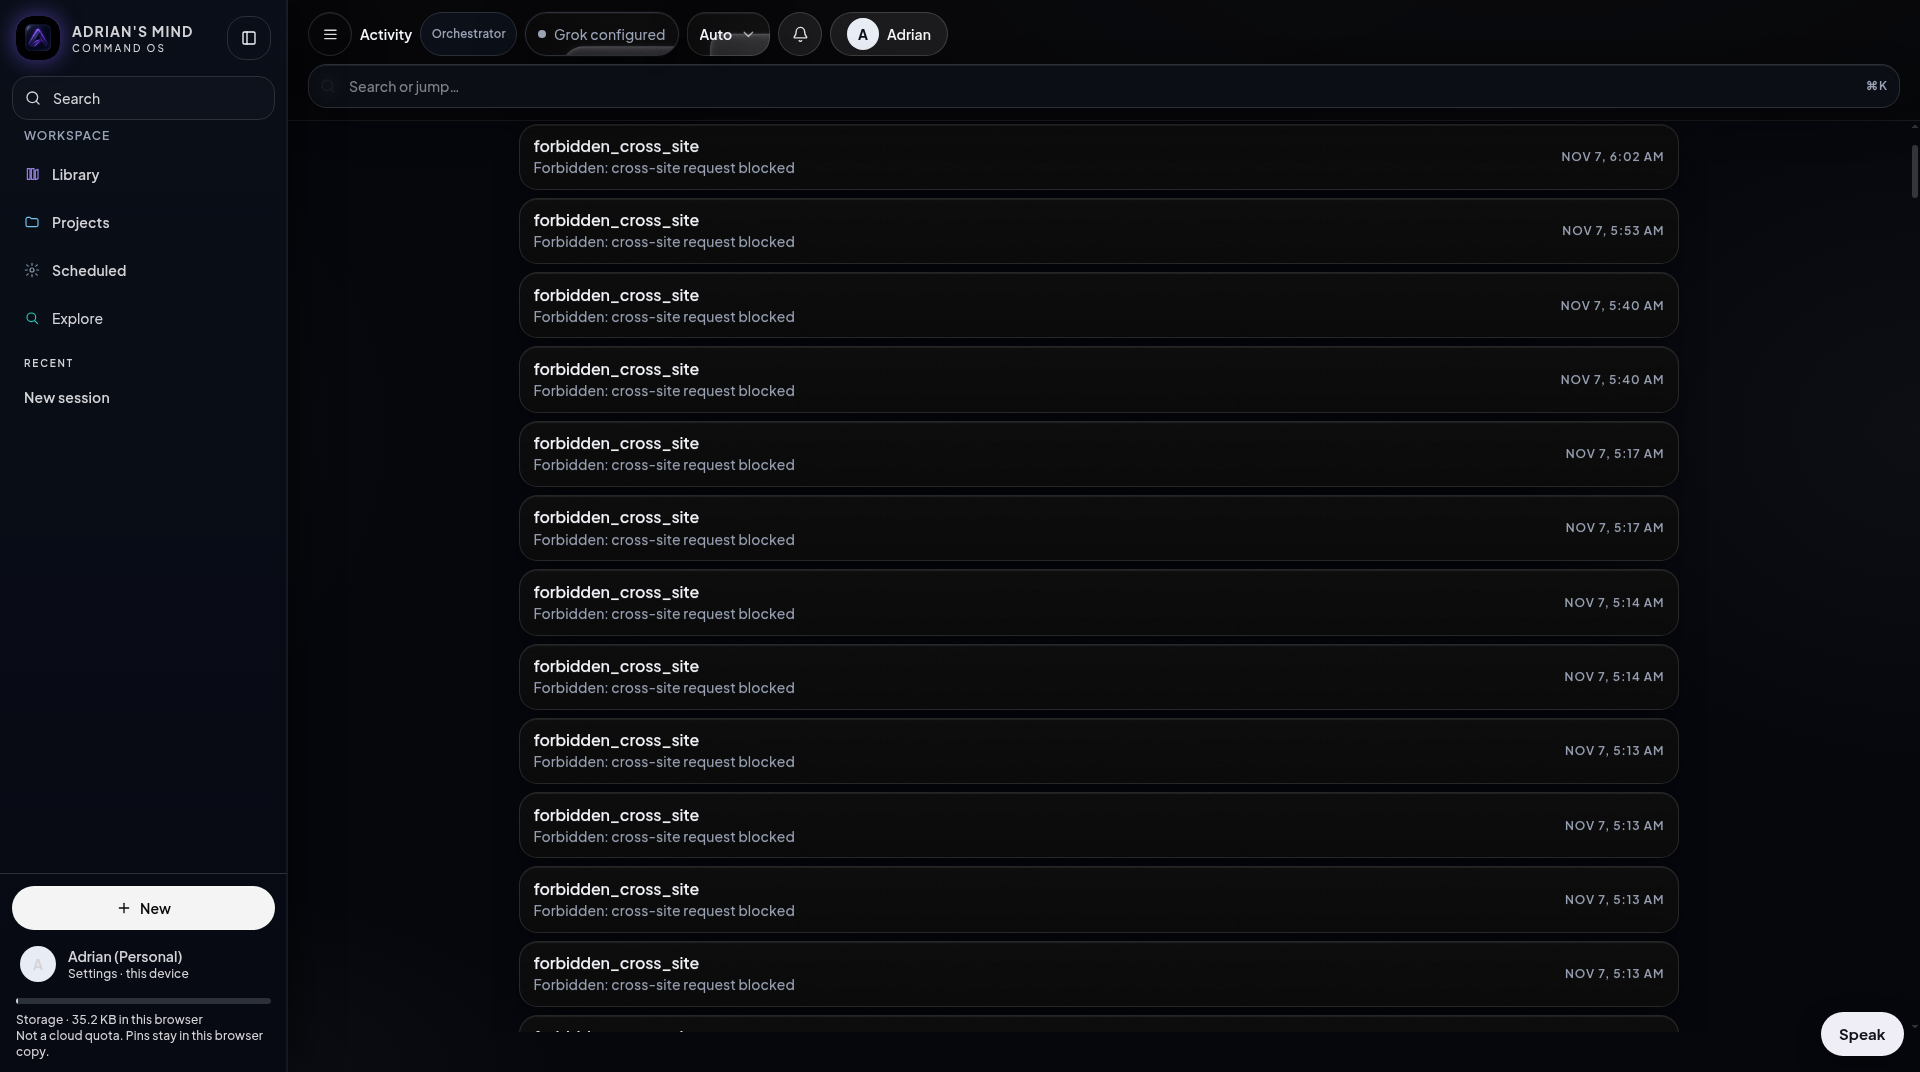 ADRIAN'S MIND
COMMAND OS
Search
WORKSPACE
Library
Projects
Scheduled
Explore
RECENT
New session
New
A
Adrian (Personal)
Settings · this device
Storage · 35.2 KB in this browser
Not a cloud quota. Pins stay in this browser
copy.
Activity
Orchestrator
Grok configured
Auto
A
Adrian
Search or jump…
⌘K
forbidden_cross_site
Forbidden: cross-site request blocked
NOV 7, 6:02 AM
forbidden_cross_site
Forbidden: cross-site request blocked
NOV 7, 5:53 AM
forbidden_cross_site
Forbidden: cross-site request blocked
NOV 7, 5:40 AM
forbidden_cross_site
Forbidden: cross-site request blocked
NOV 7, 5:40 AM
forbidden_cross_site
Forbidden: cross-site request blocked
NOV 7, 5:17 AM
forbidden_cross_site
Forbidden: cross-site request blocked
NOV 7, 5:17 AM
forbidden_cross_site
Forbidden: cross-site request blocked
NOV 7, 5:14 AM
forbidden_cross_site
Forbidden: cross-site request blocked
NOV 7, 5:14 AM
forbidden_cross_site
Forbidden: cross-site request blocked
NOV 7, 5:13 AM
forbidden_cross_site
Forbidden: cross-site request blocked
NOV 7, 5:13 AM
forbidden_cross_site
Forbidden: cross-site request blocked
NOV 7, 5:13 AM
forbidden_cross_site
Forbidden: cross-site request blocked
NOV 7, 5:13 AM
Speak